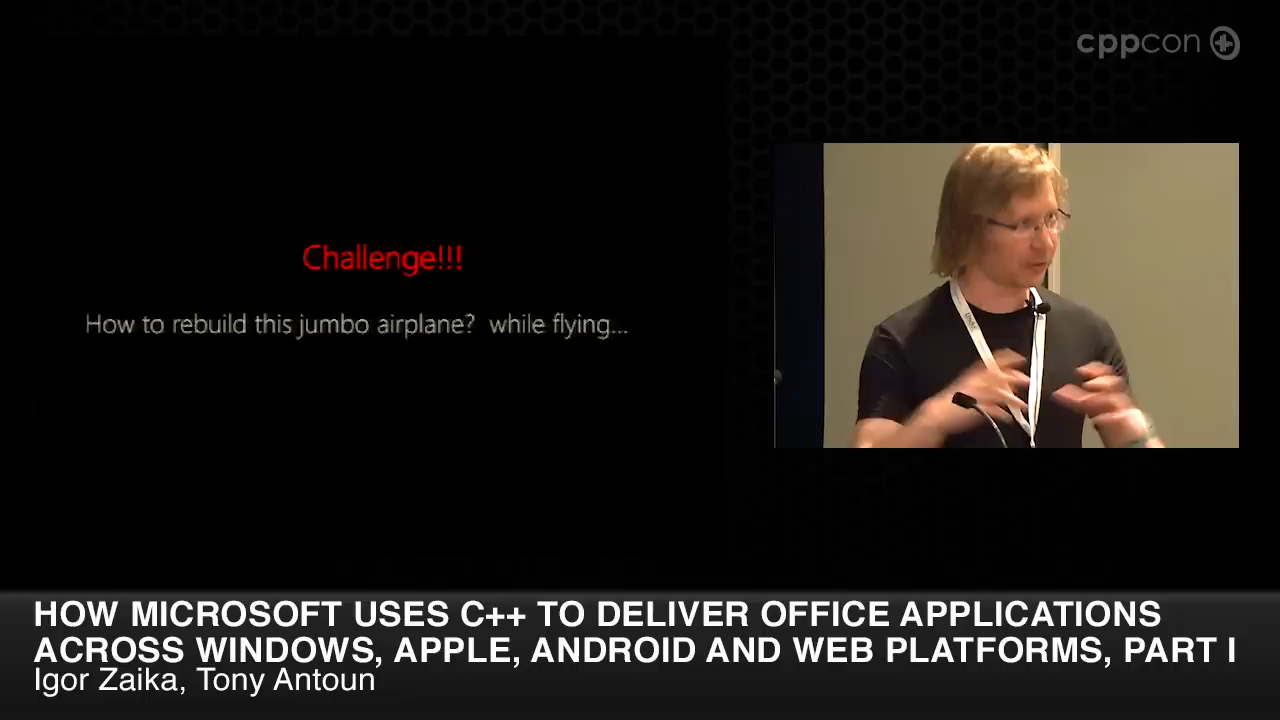 cppcon
Challenge!!!
How to rebuild this jumbo airplane?  while flying...
HOW MICROSOFT USES C++ TO DELIVER OFFICE APPLICATIONS
ACROSS WINDOWS, APPLE, ANDROID AND WEB PLATFORMS, PART I
Igor Zaika, Tony Antoun